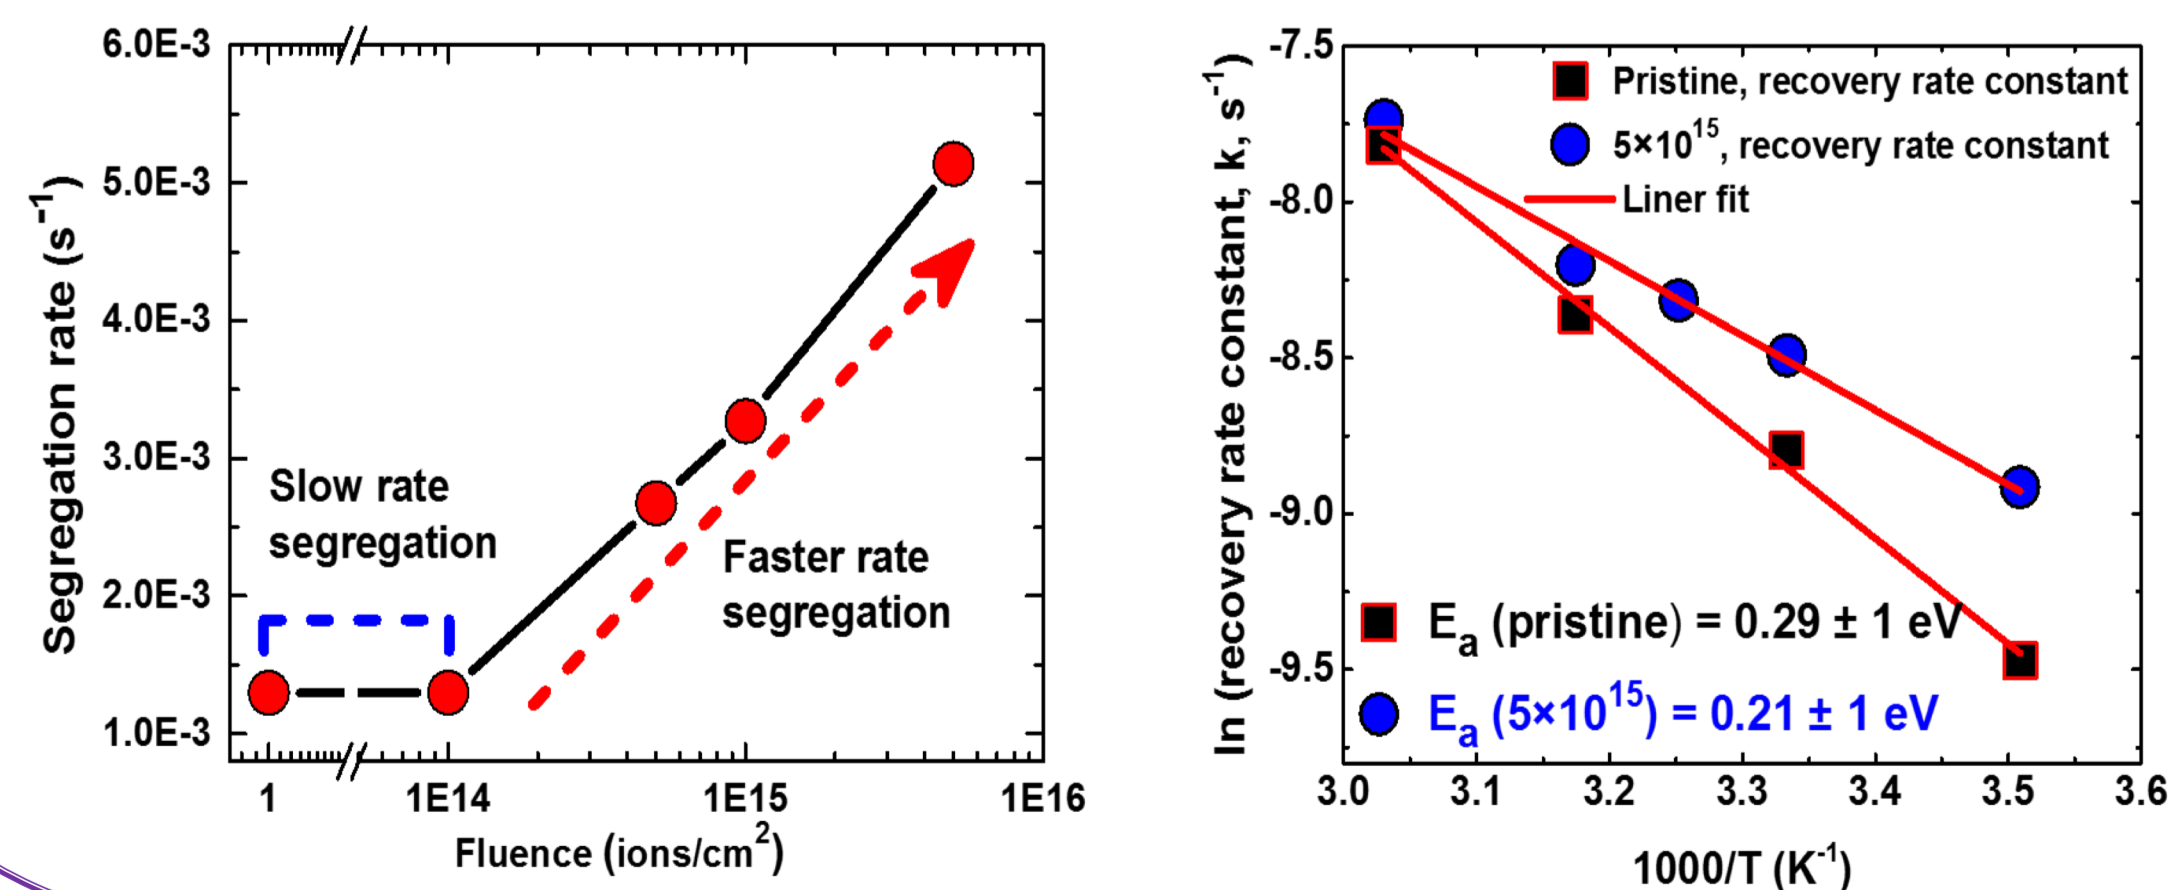 6.0E-3
5.0E-3
4.0E-3
3.0E-3
2.0E-3
1.0E-3
Segregation rate (s⁻¹)
Slow rate
segregation
Faster rate
segregation
1 1E14 1E15 1E16
Fluence (ions/cm²)
-7.5
-8.0
-8.5
-9.0
-9.5
ln (recovery rate constant, k, s⁻¹)
Pristine, recovery rate constant
5×10¹⁵, recovery rate constant
Liner fit
Eₐ (pristine) = 0.29 ± 1 eV
Eₐ (5×10¹⁵) = 0.21 ± 1 eV
3.0 3.1 3.2 3.3 3.4 3.5 3.6
1000/T (K⁻¹)